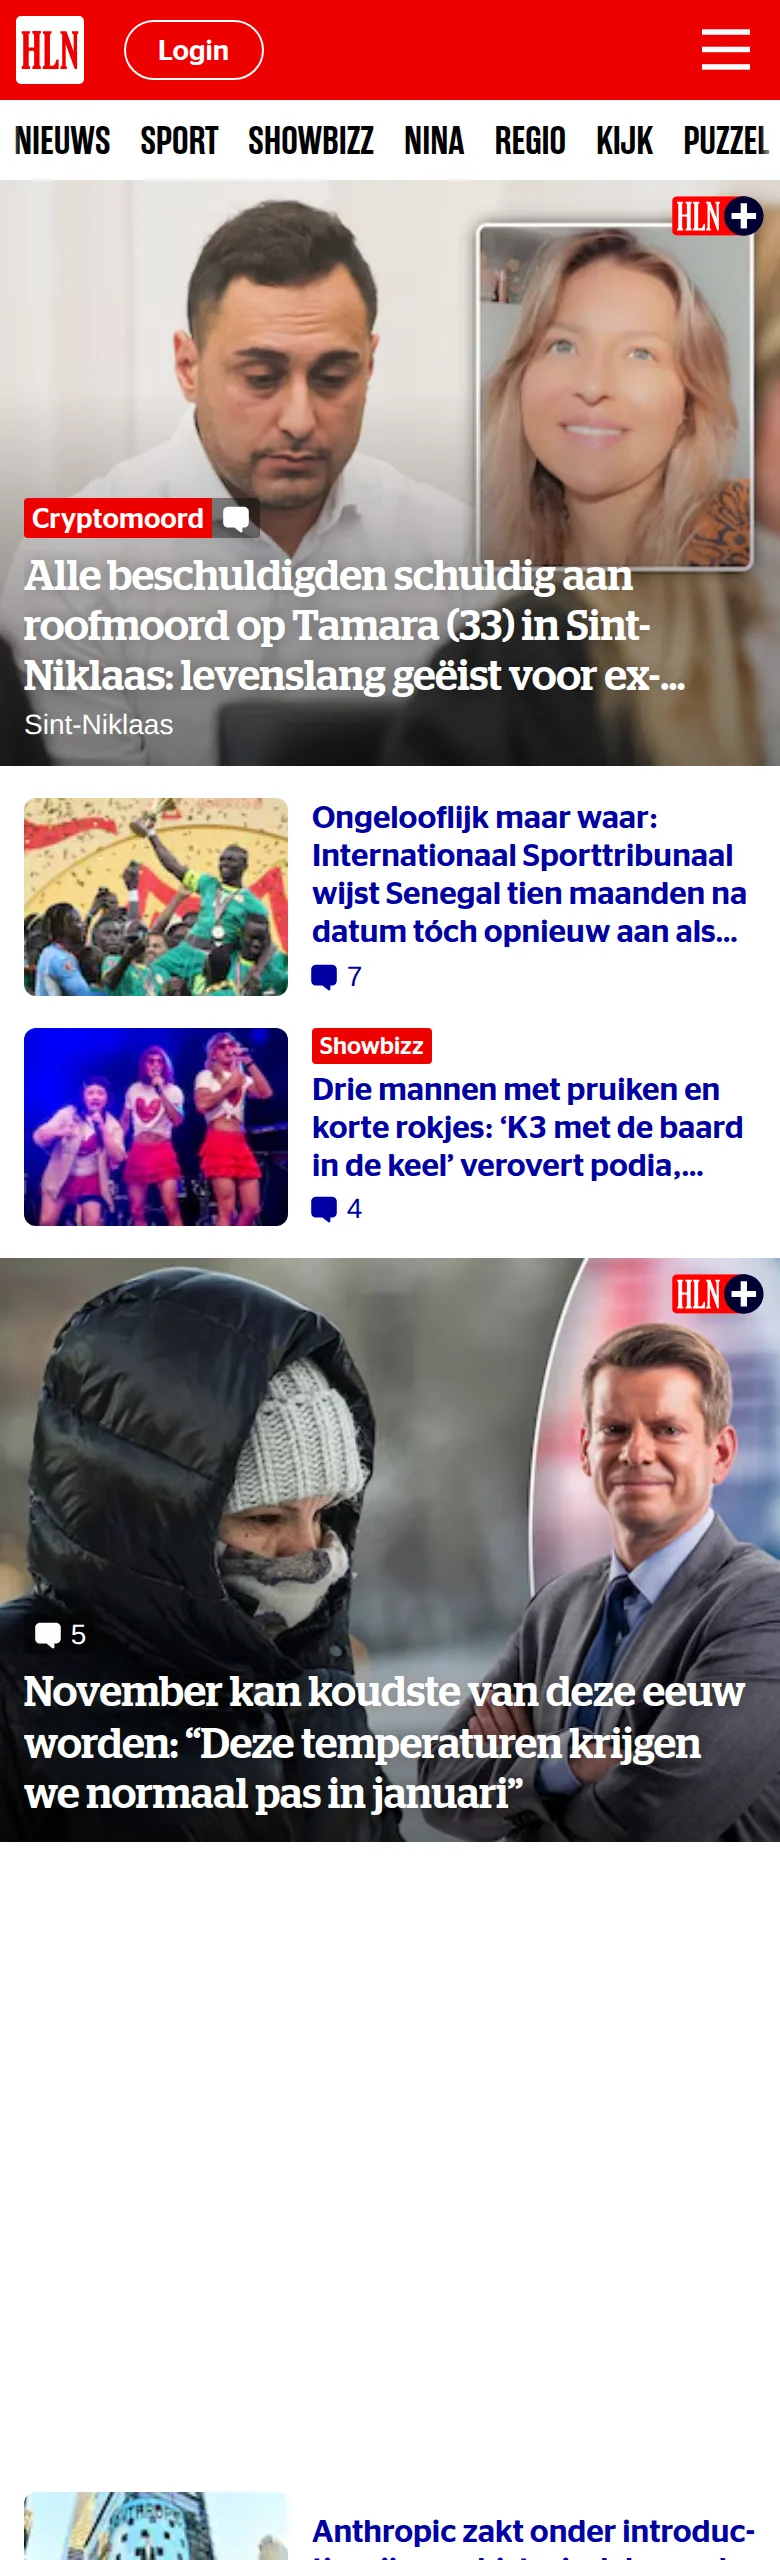 HLN Login
NIEUWS SPORT SHOWBIZZ NINA REGIO KIJK PUZZEL
HLN+
Cryptomoord
Alle beschuldigden schuldig aan
roofmoord op Tamara (33) in Sint-
Niklaas: levenslang geëist voor ex-...
Sint-Niklaas
Ongelooflijk maar waar:
Internationaal Sporttribunaal
wijst Senegal tien maanden na
datum tóch opnieuw aan als...
7
Showbizz
Drie mannen met pruiken en
korte rokjes: ‘K3 met de baard
in de keel’ verovert podia,...
4
HLN+
5
November kan koudste van deze eeuw
worden: “Deze temperaturen krijgen
we normaal pas in januari”
Anthropic zakt onder introduc-